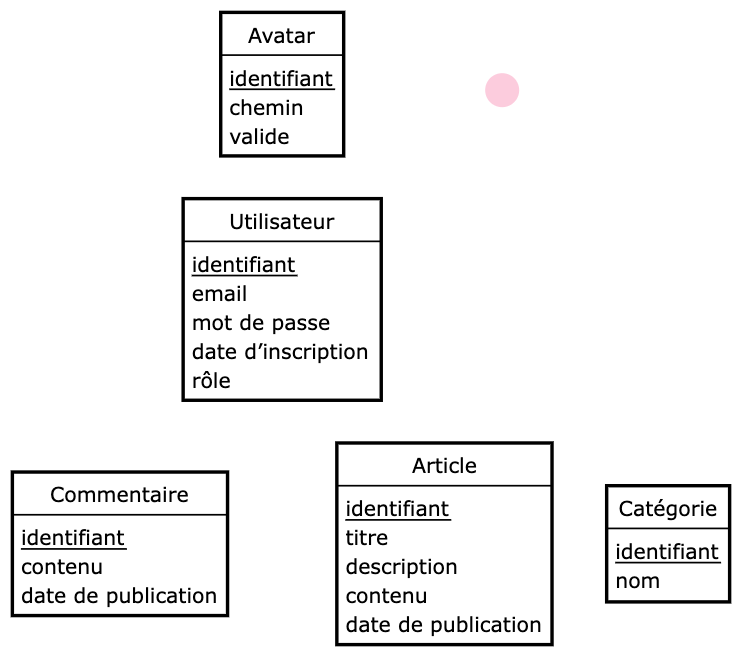 Avatar
identifiant
chemin
valide
Utilisateur
identifiant
email
mot de passe
date d’inscription
rôle
Commentaire
identifiant
contenu
date de publication
Article
identifiant
titre
description
contenu
date de publication
Catégorie
identifiant
nom